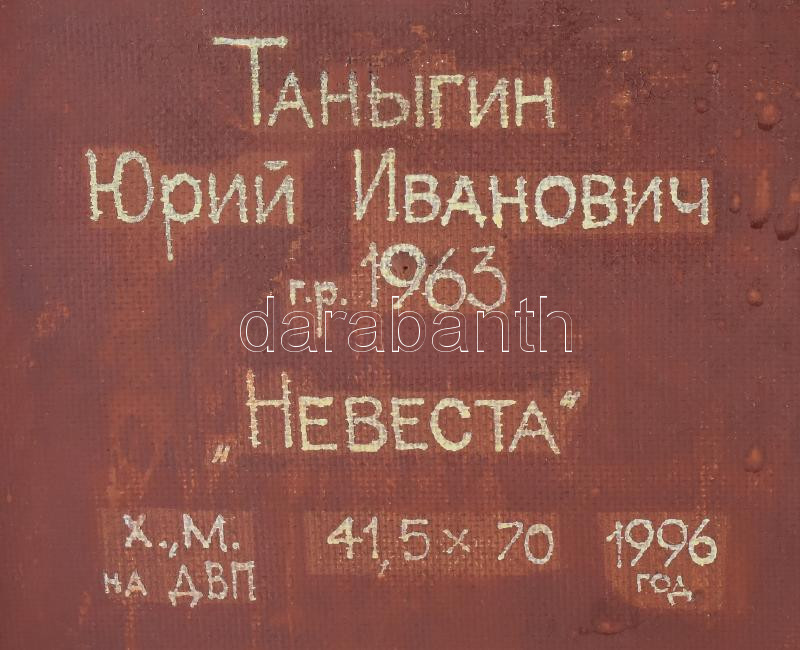 Таныгин
Юрий Иванович
г.р. 1963
darabanth
„Невеста"
х.,м. 41,5 x 70 1996
на ДВП год